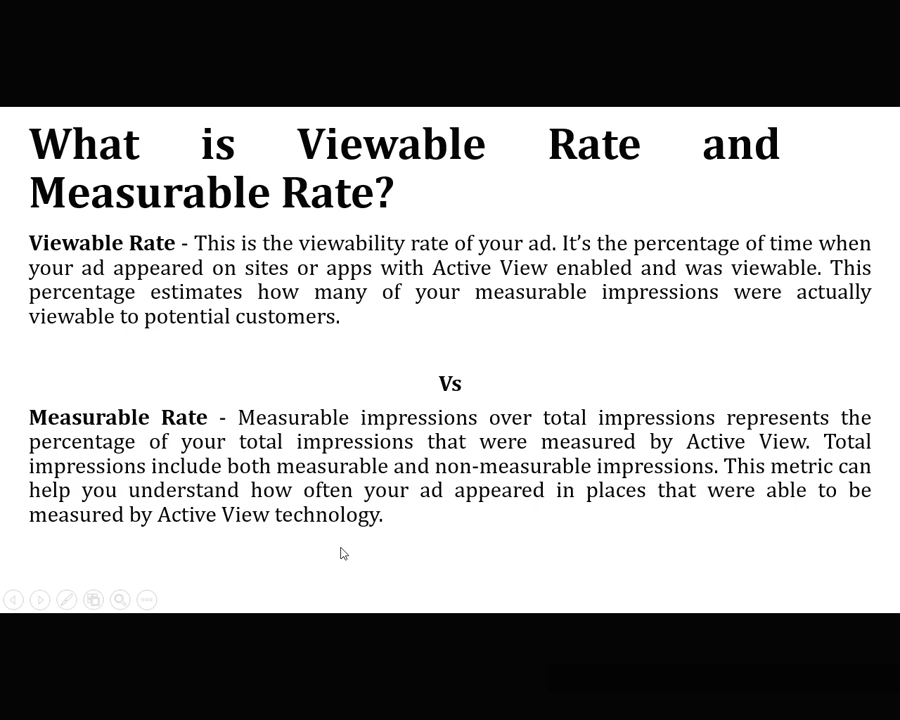 What is Viewable Rate and
Measurable Rate?
Viewable Rate - This is the viewability rate of your ad. It’s the percentage of time when
your ad appeared on sites or apps with Active View enabled and was viewable. This
percentage estimates how many of your measurable impressions were actually
viewable to potential customers.
Vs
Measurable Rate - Measurable impressions over total impressions represents the
percentage of your total impressions that were measured by Active View. Total
impressions include both measurable and non-measurable impressions. This metric can
help you understand how often your ad appeared in places that were able to be
measured by Active View technology.